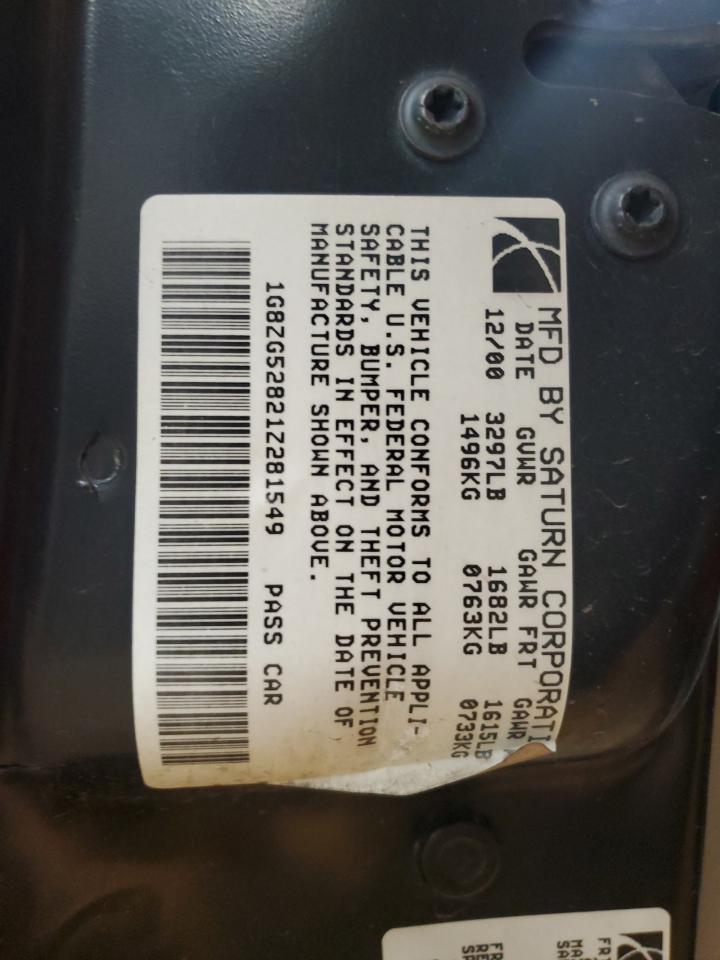 MFD BY SATURN CORPORATI
DATE GVWR GAWR FRT GAWR
12/00 3297LB 1682LB 1615LB
1496KG 0763KG 0733KG
THIS VEHICLE CONFORMS TO ALL APPLI-
CABLE U.S. FEDERAL MOTOR VEHICLE
SAFETY, BUMPER, AND THEFT PREVENTION
STANDARDS IN EFFECT ON THE DATE OF
MANUFACTURE SHOWN ABOVE.
1G8ZG52821Z281549 PASS CAR